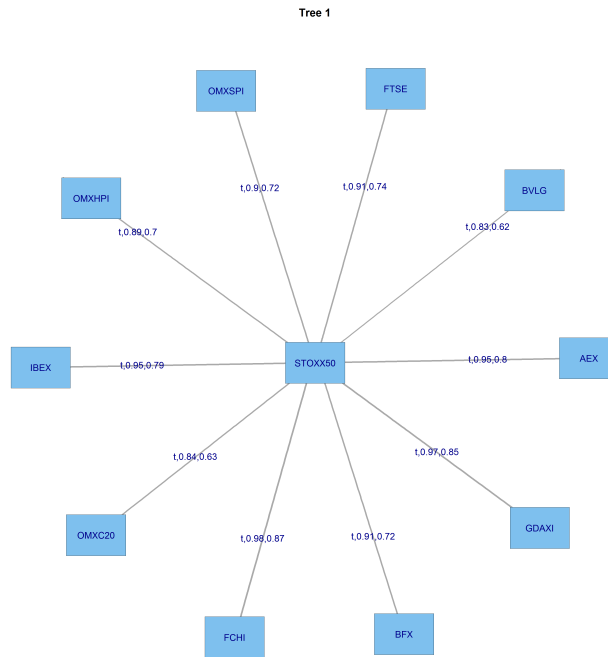 Tree 1
FTSE
OMXSPI
BVLG
OMXHPI
t,0.9,0.72
t,0.91,0.74
t,0.83,0.62
t,0.89,0.7
STOXX50
AEX
IBEX
t,0.95,0.79
t,0.95,0.8
t,0.84,0.63
t,0.97,0.85
GDAXI
OMXC20
t,0.98,0.87
t,0.91,0.72
FCHI
BFX